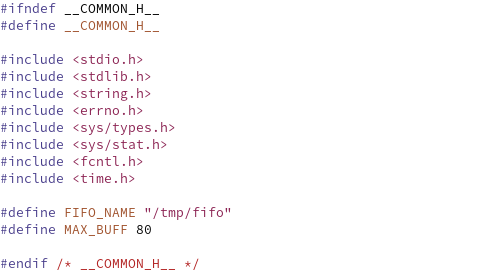 #ifndef __COMMON_H__
#define __COMMON_H__
#include <stdio.h>
#include <stdlib.h>
#include <string.h>
#include <errno.h>
#include <sys/types.h>
#include <sys/stat.h>
#include <fcntl.h>
#include <time.h>
#define FIFO_NAME "/tmp/fifo"
#define MAX_BUFF 80
#endif /* __COMMON_H__ */